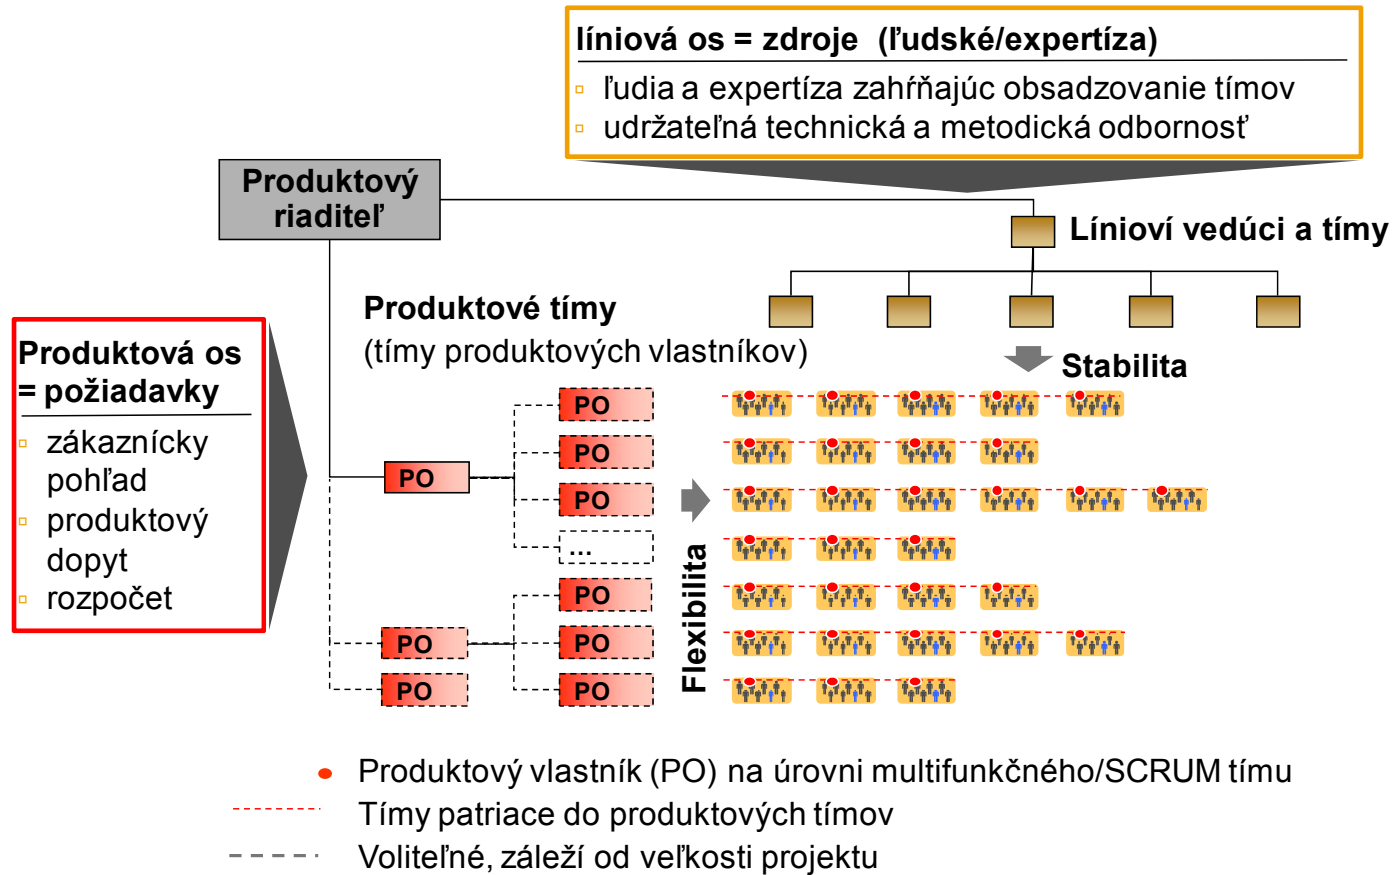 líniová os = zdroje  (ľudské/expertíza)
ľudia a expertíza zahŕňajúc obsadzovanie tímov
udržateľná technická a metodická odbornosť
Produktový
riaditeľ
Línioví vedúci a tímy
Produktové tímy
(tímy produktových vlastníkov)
Stabilita
Produktová os
= požiadavky
zákaznícky
pohľad
produktový
dopyt
rozpočet
PO
PO
PO
PO
...
PO
PO
PO
PO
PO
Flexibilita
Produktový vlastník (PO) na úrovni multifunkčného/SCRUM tímu
Tímy patriace do produktových tímov
Voliteľné, záleží od veľkosti projektu